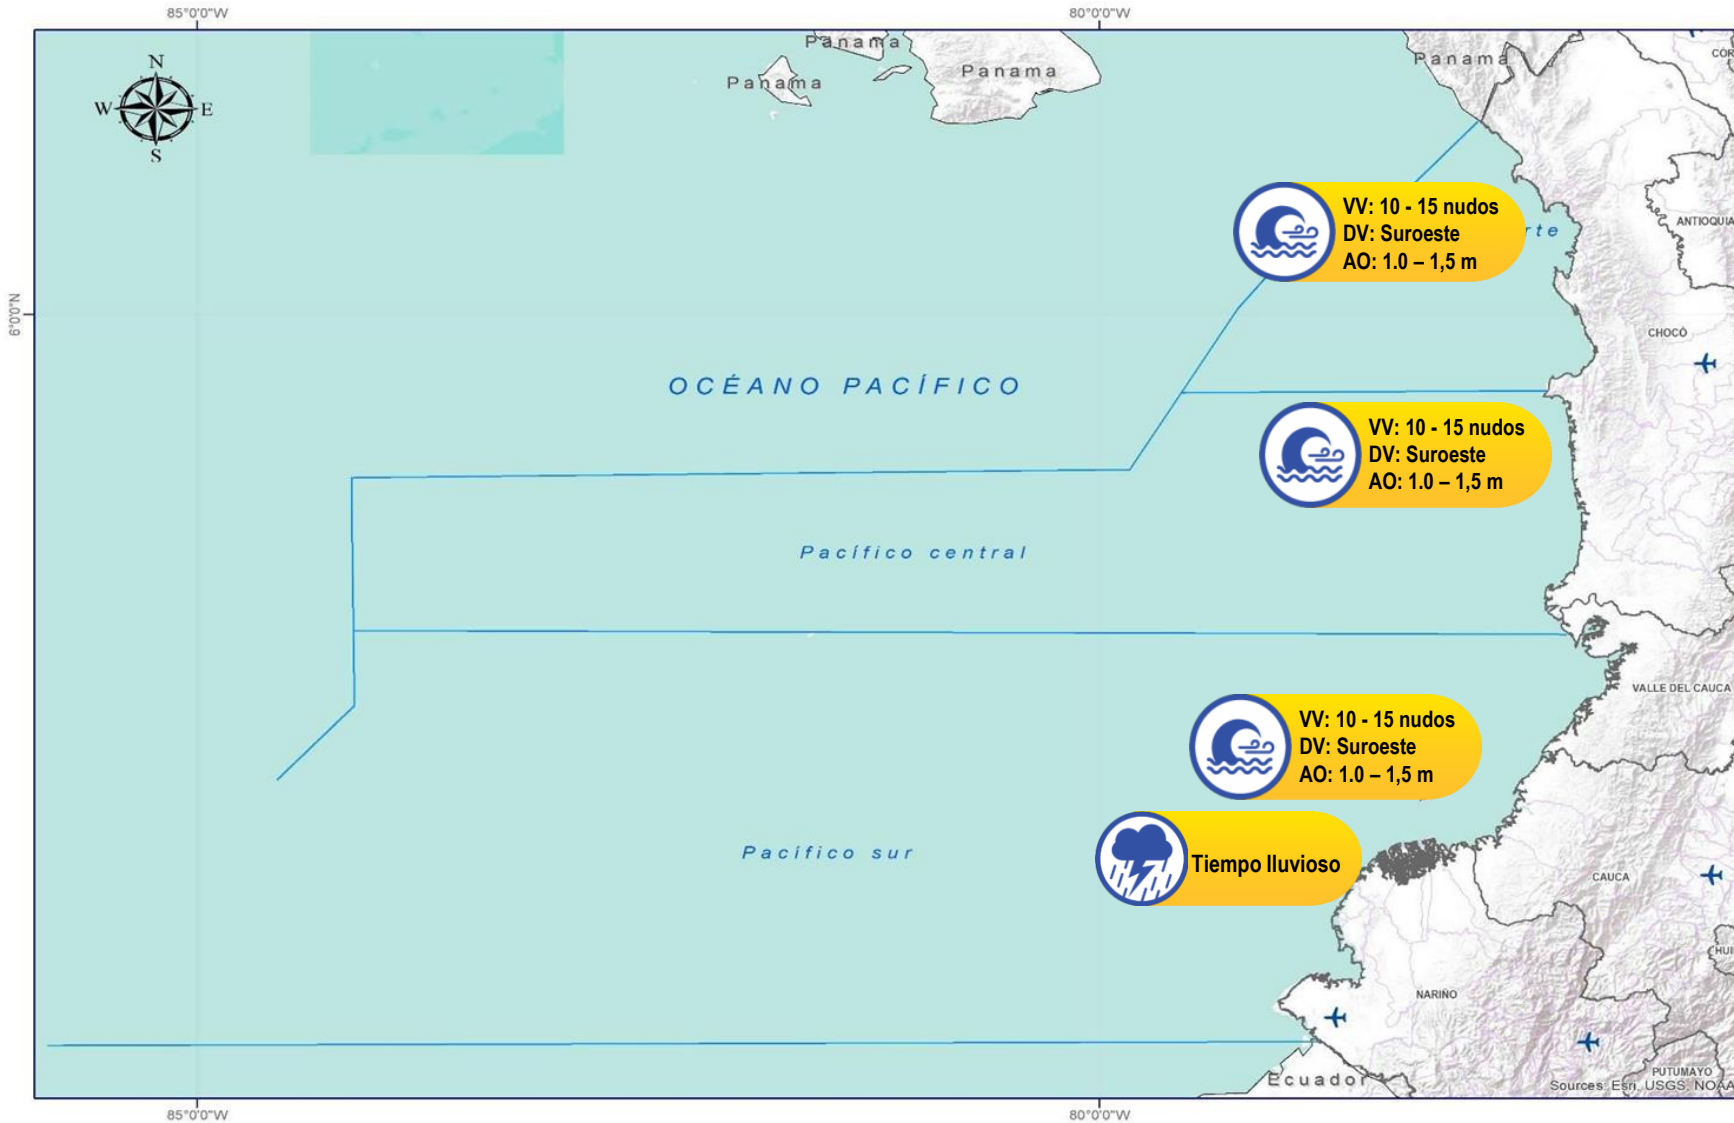 85°0'0"W
80°0'0"W
Panama
Panama
Panama
Panama
N
W
E
S
ANTIOQUIA
VV: 10 - 15 nudos
DV: Suroeste
AO: 1.0 – 1,5 m
rte
6°0'0"N
CHOCÓ
OCÉANO PACÍFICO
VV: 10 - 15 nudos
DV: Suroeste
AO: 1.0 – 1,5 m
Pacífico central
VALLE DEL CAUCA
VV: 10 - 15 nudos
DV: Suroeste
AO: 1.0 – 1,5 m
Pacífico sur
Tiempo lluvioso
CAUCA
HUI
NARIÑO
Ecuador
PUTUMAYO
Sources: Esri, USGS, NOAA
85°0'0"W
80°0'0"W